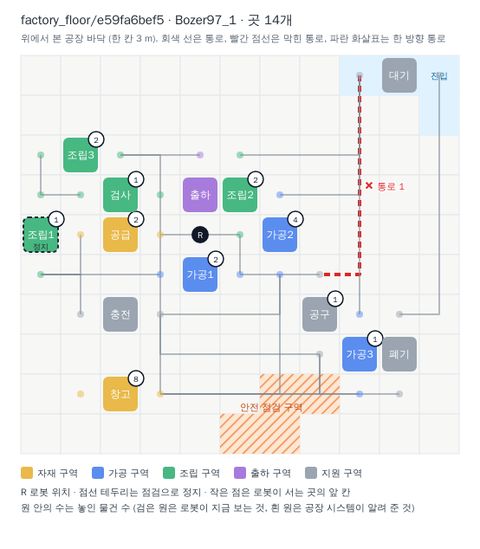 factory_floor/e59fa6bef5 · Bozer97_1 · 곳 14개
위에서 본 공장 바닥 (한 칸 3 m). 회색 선은 통로, 빨간 점선은 막힌 통로, 파란 화살표는 한 방향 통로
대기
2
조립3
1
검사
출하
2
조립2
✕ 통로 1
1
조립1
정지
2
공급
R
4
가공2
2
가공1
충전
1
공구
1
가공3
폐기
8
창고
안전 점검 구역
자재 구역 가공 구역 조립 구역 출하 구역 지원 구역
R 로봇 위치 · 점선 테두리는 점검으로 정지 · 작은 점은 로봇이 서는 곳의 앞 칸
원 안의 수는 놓인 물건 수 (검은 원은 로봇이 지금 보는 것, 흰 원은 공장 시스템이 알려 준 것)